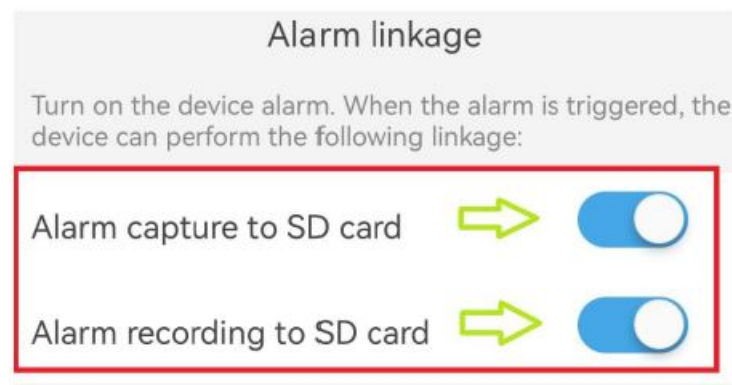 Alarm linkage
Turn on the device alarm. When the alarm is triggered, the
device can perform the following linkage:
Alarm capture to SD card
Alarm recording to SD card